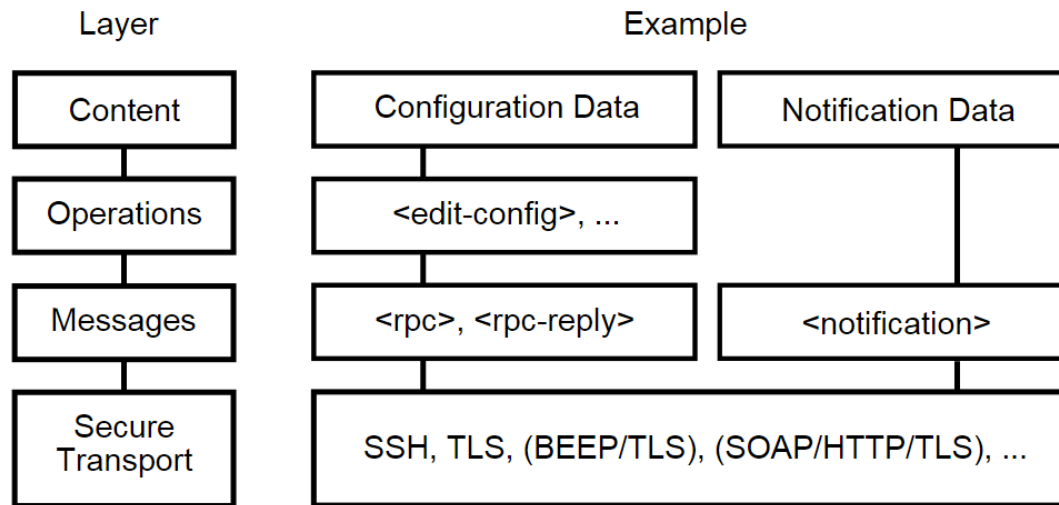 Layer Example
Content Configuration Data Notification Data
Operations <edit-config>, ...
Messages <rpc>, <rpc-reply> <notification>
Secure
Transport
SSH, TLS, (BEEP/TLS), (SOAP/HTTP/TLS), ...